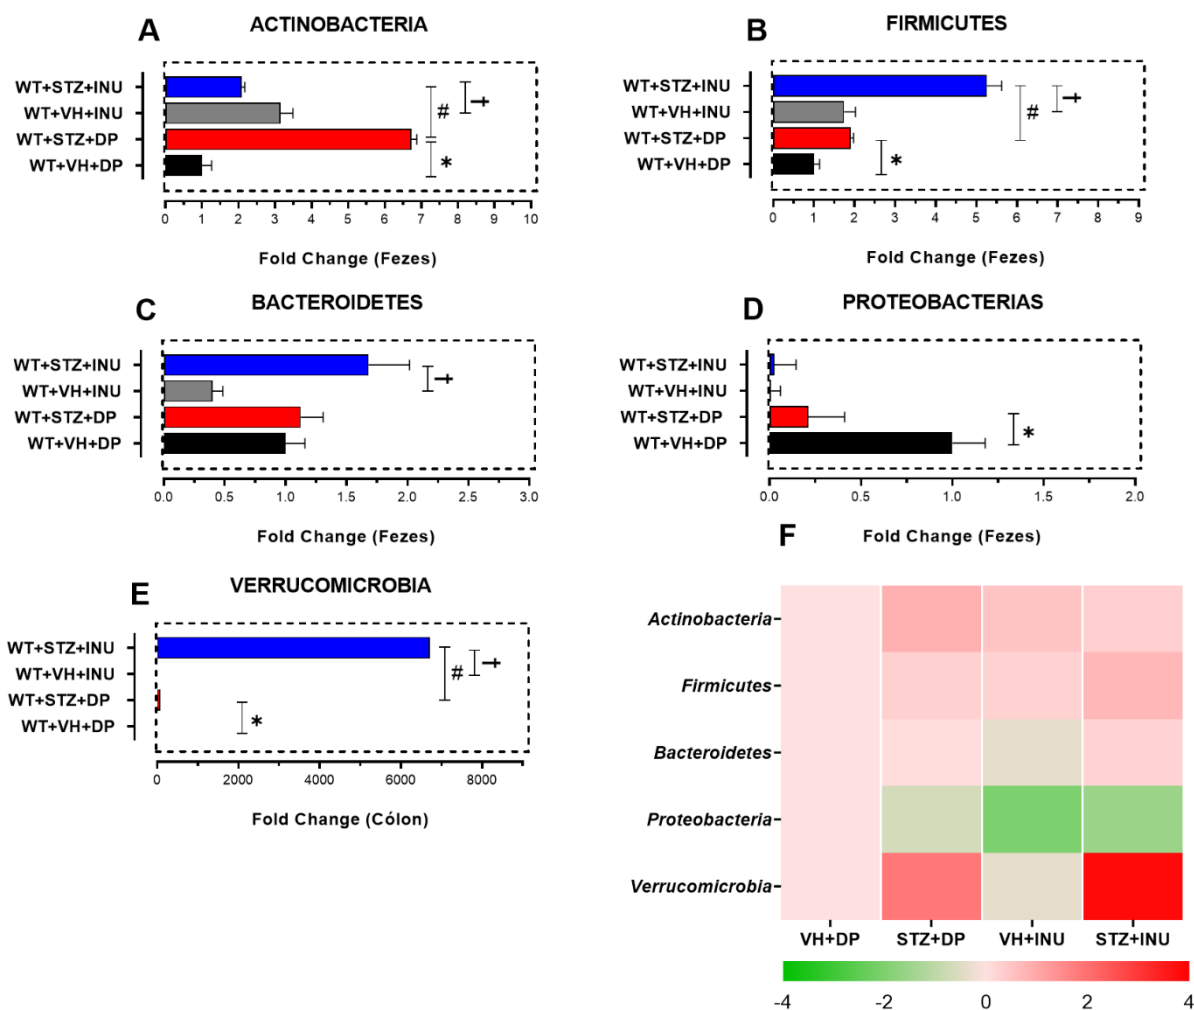 A
ACTINOBACTERIA
WT+STZ+INU
WT+VH+INU
WT+STZ+DP
WT+VH+DP
#
†
*
0 1 2 3 4 5 6 7 8 9 10
Fold Change (Fezes)
B
FIRMICUTES
WT+STZ+INU
WT+VH+INU
WT+STZ+DP
WT+VH+DP
#
†
*
0 1 2 3 4 5 6 7 8 9
Fold Change (Fezes)
C
BACTEROIDETES
WT+STZ+INU
WT+VH+INU
WT+STZ+DP
WT+VH+DP
†
0.0 0.5 1.0 1.5 2.0 2.5 3.0
Fold Change (Fezes)
D
PROTEOBACTERIAS
WT+STZ+INU
WT+VH+INU
WT+STZ+DP
WT+VH+DP
*
0.0 0.5 1.0 1.5 2.0
Fold Change (Fezes)
E
VERRUCOMICROBIA
WT+STZ+INU
WT+VH+INU
WT+STZ+DP
WT+VH+DP
#
†
*
0 2000 4000 6000 8000
Fold Change (Cólon)
F
Actinobacteria
Firmicutes
Bacteroidetes
Proteobacteria
Verrucomicrobia
VH+DP STZ+DP VH+INU STZ+INU
-4 -2 0 2 4